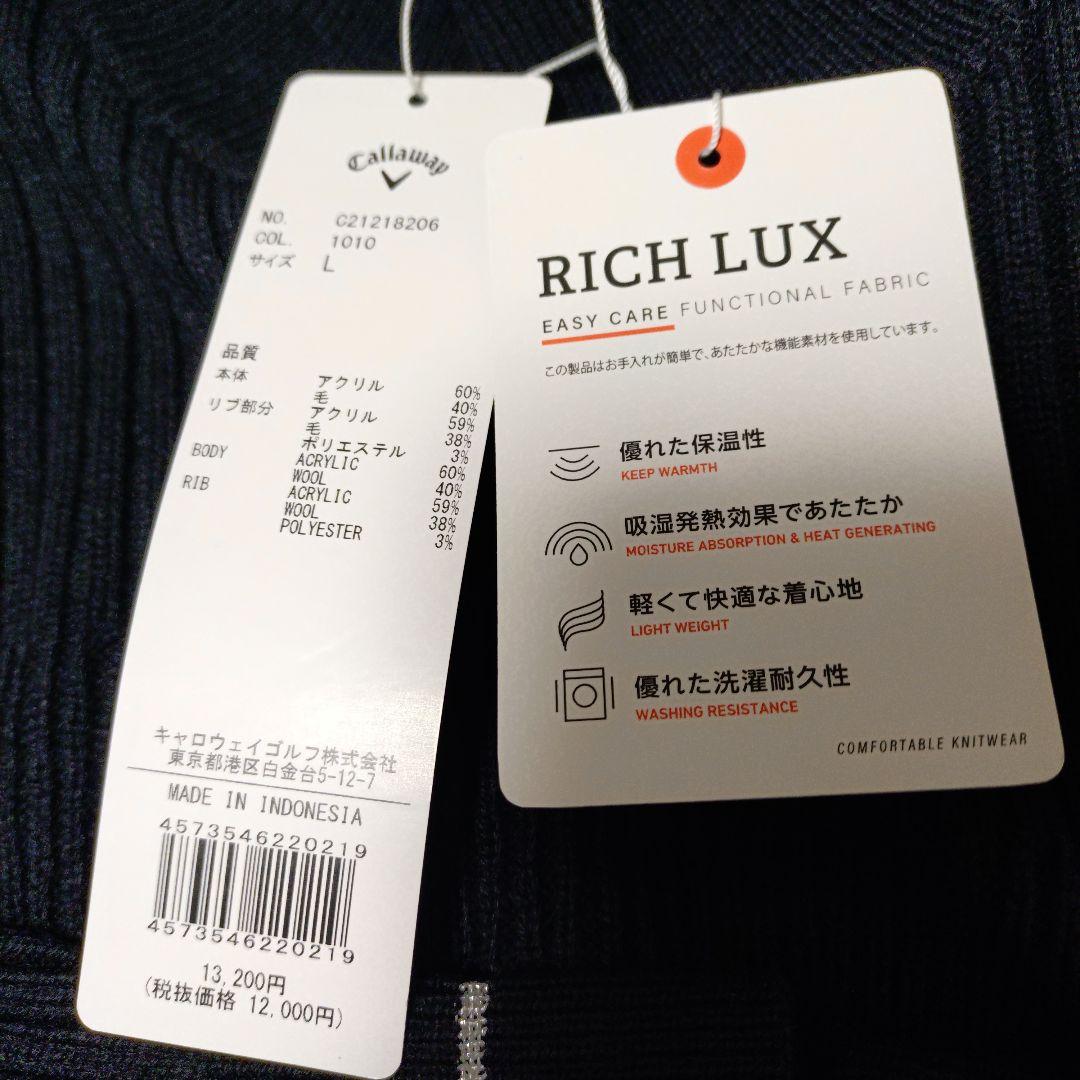 Callaway
NO. C21218206
COL. 1010
サイズ L
品質
本体 アクリル 60%
毛 40%
リブ部分 アクリル 59%
毛 38%
ポリエステル 3%
BODY ACRYLIC 60%
WOOL 40%
RIB ACRYLIC 59%
WOOL 38%
POLYESTER 3%
キャロウェイゴルフ株式会社
東京都港区白金台5-12-7
MADE IN INDONESIA
4573546220219
4573546220219
13,200円
(税抜価格 12,000円)
RICH LUX
EASY CARE FUNCTIONAL FABRIC
この製品はお手入れが簡単で、あたたかな機能素材を使用しています。
優れた保温性
KEEP WARMTH
吸湿発熱効果であたたか
MOISTURE ABSORPTION & HEAT GENERATING
軽くて快適な着心地
LIGHT WEIGHT
優れた洗濯耐久性
WASHING RESISTANCE
COMFORTABLE KNITWEAR